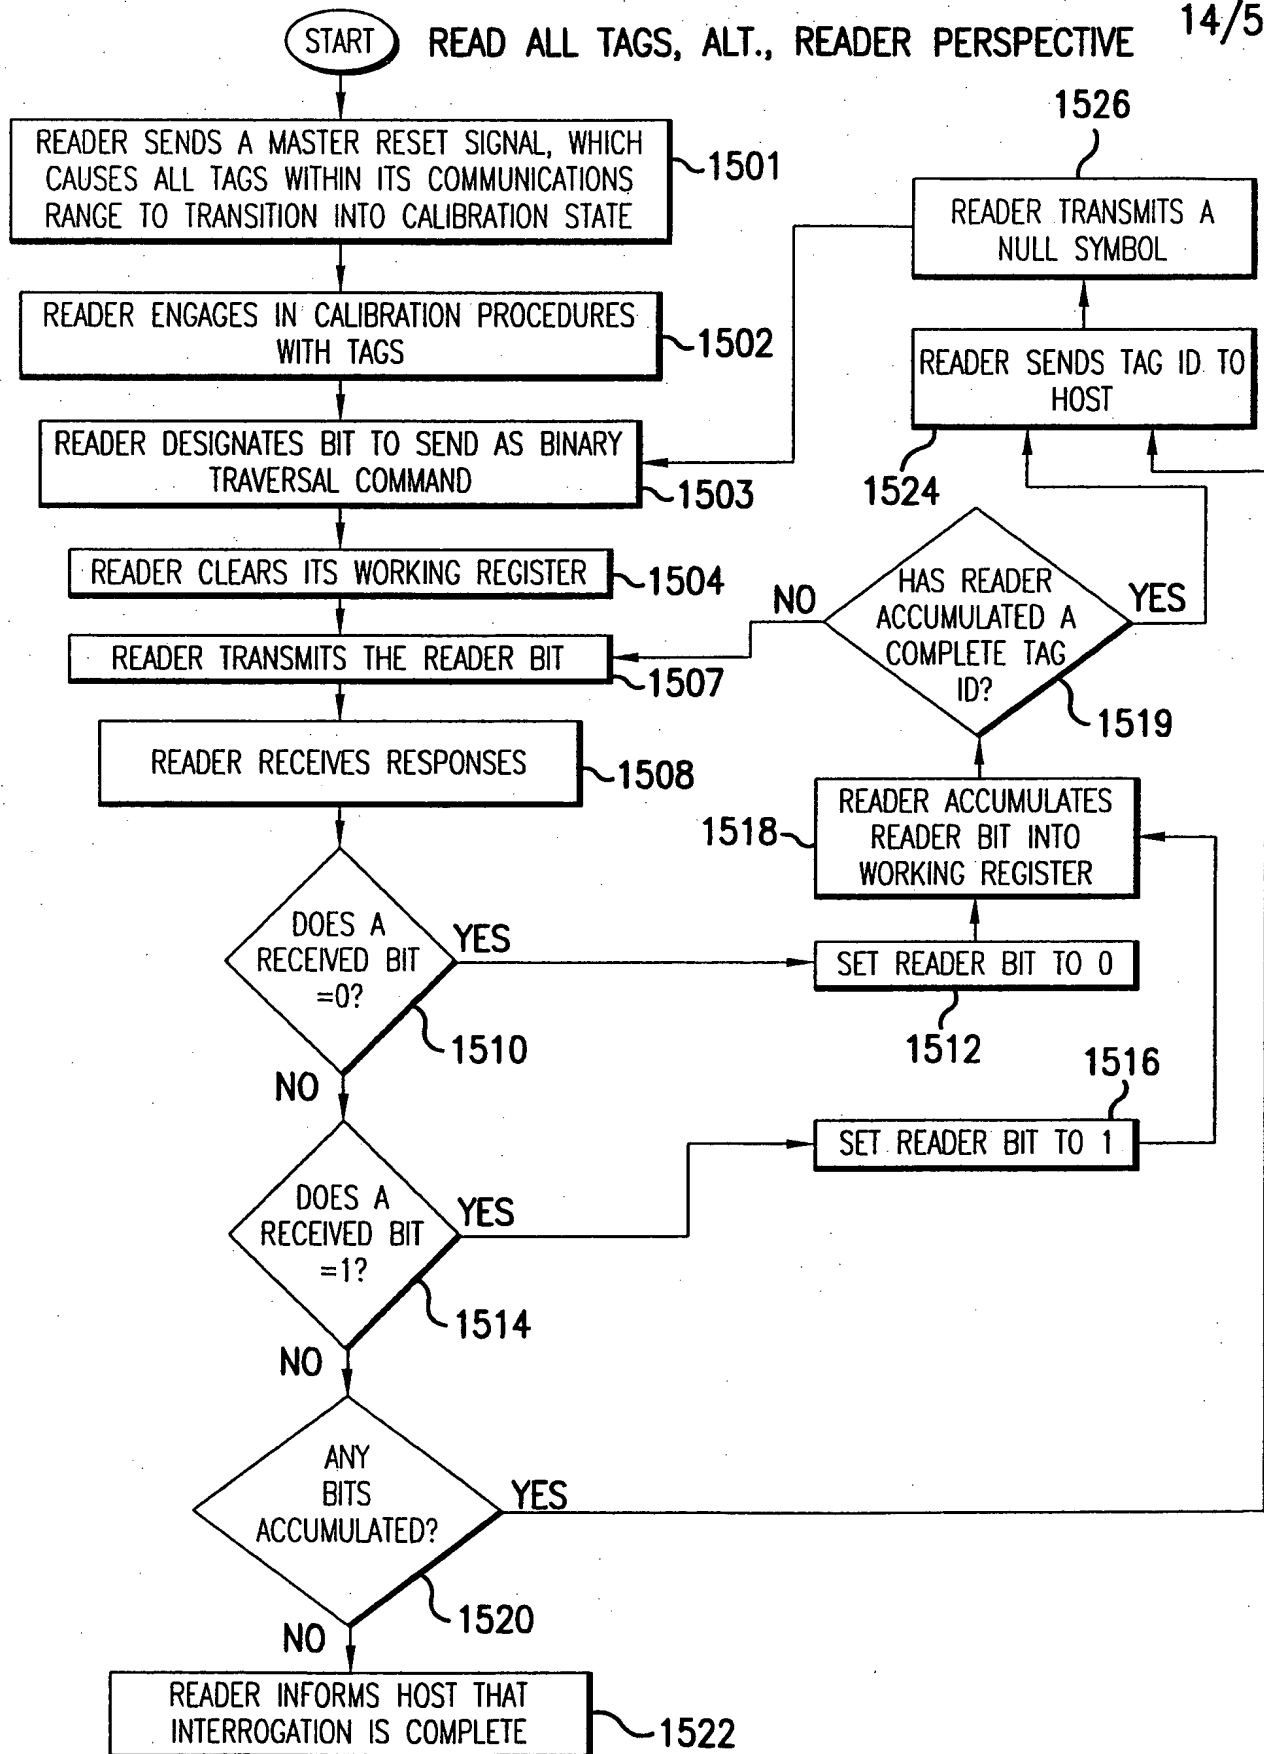 START
READ ALL TAGS, ALT., READER PERSPECTIVE
14/5
READER SENDS A MASTER RESET SIGNAL, WHICH
CAUSES ALL TAGS WITHIN ITS COMMUNICATIONS
RANGE TO TRANSITION INTO CALIBRATION STATE
1501
READER ENGAGES IN CALIBRATION PROCEDURES
WITH TAGS
1502
READER DESIGNATES BIT TO SEND AS BINARY
TRAVERSAL COMMAND
1503
READER CLEARS ITS WORKING REGISTER
1504
READER TRANSMITS THE READER BIT
1507
READER RECEIVES RESPONSES
1508
DOES A
RECEIVED BIT
=0?
YES
1510
NO
DOES A
RECEIVED BIT
=1?
YES
1514
NO
ANY
BITS
ACCUMULATED?
YES
1520
NO
READER INFORMS HOST THAT
INTERROGATION IS COMPLETE
1522
1526
READER TRANSMITS A
NULL SYMBOL
READER SENDS TAG ID TO
HOST
1524
HAS READER
ACCUMULATED A
COMPLETE TAG
ID?
NO
YES
1519
READER ACCUMULATES
READER BIT INTO
WORKING REGISTER
1518
SET READER BIT TO 0
1512
1516
SET READER BIT TO 1